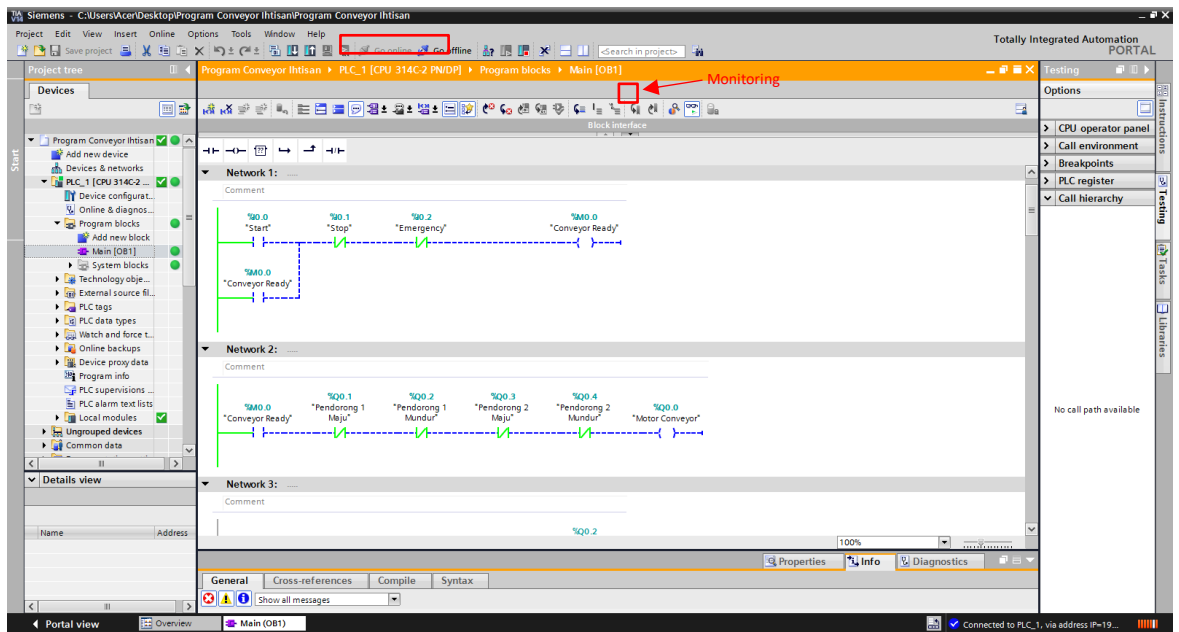 Siemens - C:\Users\Acer\Desktop\Program Conveyor Ihtisan\Program Conveyor Ihtisan
Project Edit View Insert Online Options Tools Window Help
Totally Integrated Automation
PORTAL
Save project
Go online
Go offline
<Search in project>
Project tree
Program Conveyor Ihtisan
PLC_1 [CPU 314C-2 PN/DP]
Program blocks
Main [OB1]
Testing
Monitoring
Devices
Options
Start
Block interface
Program Conveyor Ihtisan
Add new device
Devices & networks
PLC_1 [CPU 314C-2 ...
Device configurat...
Online & diagnos...
Program blocks
Add new block
Main [OB1]
System blocks
Technology obje...
External source fil...
PLC tags
PLC data types
Watch and force t...
Online backups
Device proxy data
Program info
PLC supervisions ...
PLC alarm text lists
Local modules
Ungrouped devices
Common data
Details view
Name Address
Network 1: .....
Comment
%I0.0 %I0.1 %I0.2 %M0.0
"Start" "Stop" "Emergency" "Conveyor Ready"
%M0.0
"Conveyor Ready"
Network 2: .....
Comment
%Q0.1 %Q0.2 %Q0.3 %Q0.4
%M0.0 "Pendorong 1 "Pendorong 1 "Pendorong 2 "Pendorong 2 %Q0.0
"Conveyor Ready" Maju" Mundur" Maju" Mundur" "Motor Conveyor"
Network 3: .....
Comment
%Q0.2
100%
CPU operator panel
Call environment
Breakpoints
PLC register
Call hierarchy
No call path available
Instructions
Testing
Tasks
Libraries
Properties
Info
Diagnostics
General Cross-references Compile Syntax
Show all messages
Portal view
Overview
Main (OB1)
Connected to PLC_1, via address IP=19...